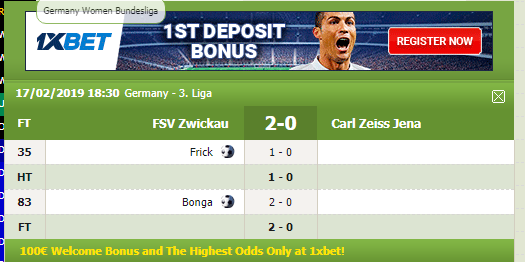 Germany Women Bundesliga
1XBET
1ST DEPOSIT
BONUS
REGISTER NOW
17/02/2019 18:30 Germany - 3. Liga
FT FSV Zwickau 2-0 Carl Zeiss Jena
35 Frick 1 - 0
HT 1 - 0
83 Bonga 2 - 0
FT 2 - 0
100€ Welcome Bonus and The Highest Odds Only at 1xbet!